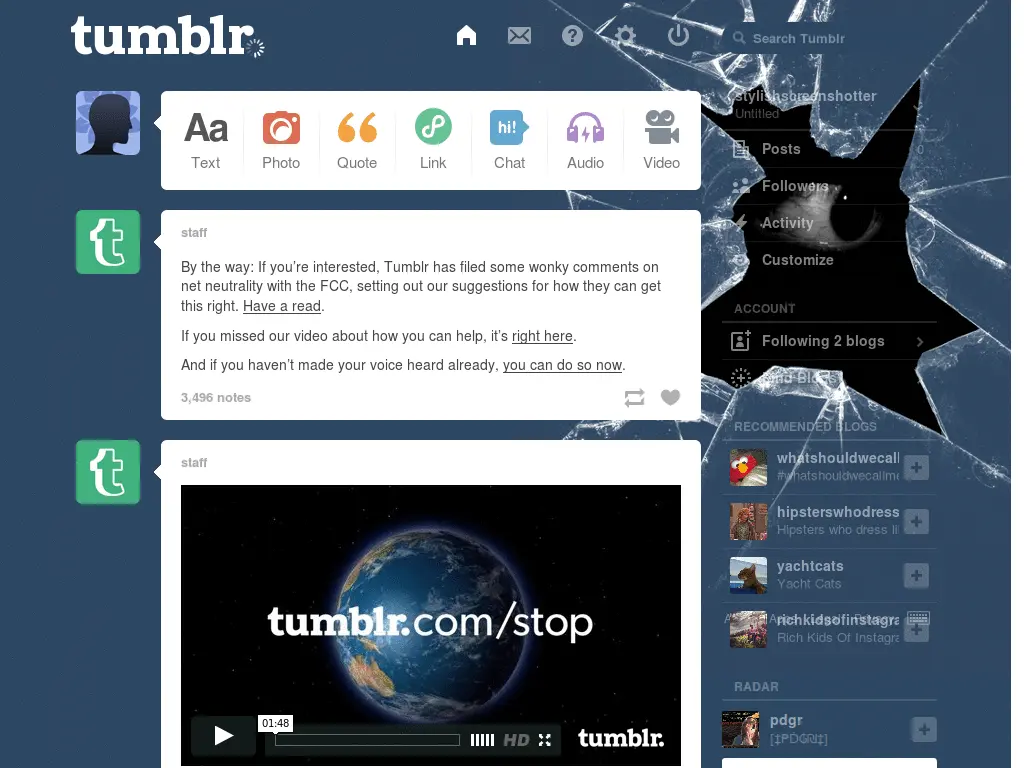 tumblr.
Search Tumblr
stylishscreenshotter
Untitled
Aa
hi!
Text
Photo
Quote
Link
Chat
Audio
Video
Posts
0
Followers
Activity
Customize
staff
By the way: If you’re interested, Tumblr has filed some wonky comments on
net neutrality with the FCC, setting out our suggestions for how they can get
this right. Have a read.
If you missed our video about how you can help, it’s right here.
And if you haven’t made your voice heard already, you can do so now.
3,496 notes
ACCOUNT
Following 2 blogs
Find Blogs
RECOMMENDED BLOGS
whatshouldwecall
#whatshouldwecallme
hipsterswhodress
Hipsters who dress li
yachtcats
Yacht Cats
richkidsofinstagra
Rich Kids Of Instagra
RADAR
pdgr
staff
tumblr.com/stop
01:48
HD
tumblr.